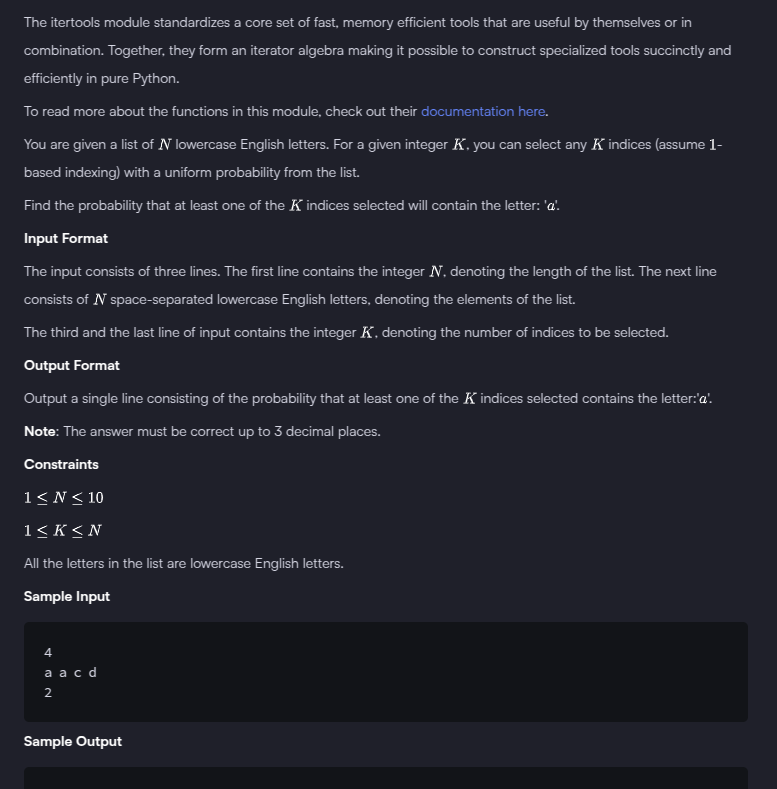 The itertools module standardizes a core set of fast, memory efficient tools that are useful by themselves or in
combination. Together, they form an iterator algebra making it possible to construct specialized tools succinctly and
efficiently in pure Python.
To read more about the functions in this module, check out their documentation here.
You are given a list of N lowercase English letters. For a given integer K, you can select any K indices (assume 1-
based indexing) with a uniform probability from the list.
Find the probability that at least one of the K indices selected will contain the letter: 'a'.
Input Format
The input consists of three lines. The first line contains the integer N, denoting the length of the list. The next line
consists of N space-separated lowercase English letters, denoting the elements of the list.
The third and the last line of input contains the integer K, denoting the number of indices to be selected.
Output Format
Output a single line consisting of the probability that at least one of the K indices selected contains the letter:'a'.
Note: The answer must be correct up to 3 decimal places.
Constraints
1 ≤ N ≤ 10
1 ≤ K ≤ N
All the letters in the list are lowercase English letters.
Sample Input
4
a a c d
2
Sample Output